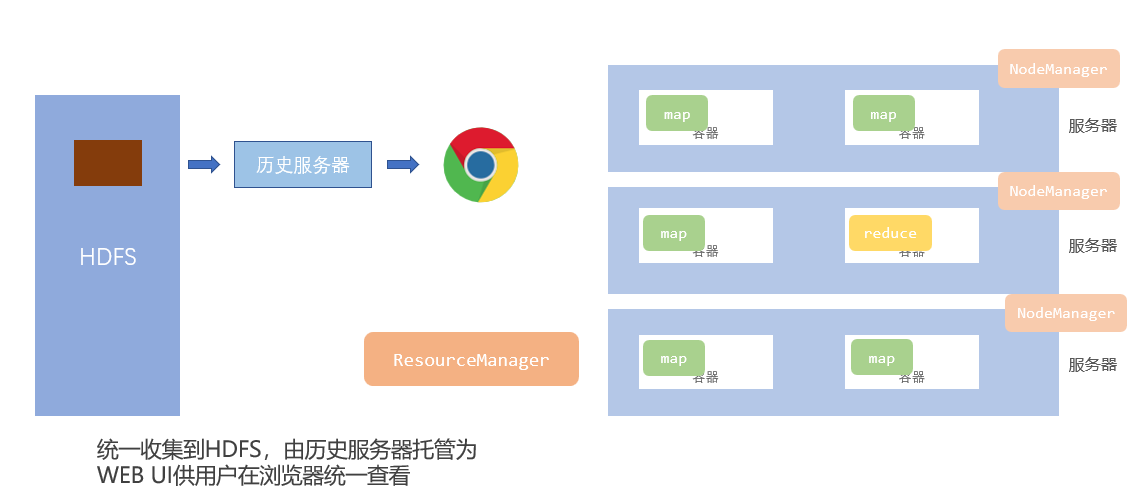 HDFS
历史服务器
ResourceManager
统一收集到HDFS，由历史服务器托管为
WEB UI供用户在浏览器统一查看
NodeManager
map
容器
map
容器
服务器
NodeManager
map
容器
reduce
容器
服务器
NodeManager
map
容器
map
容器
服务器